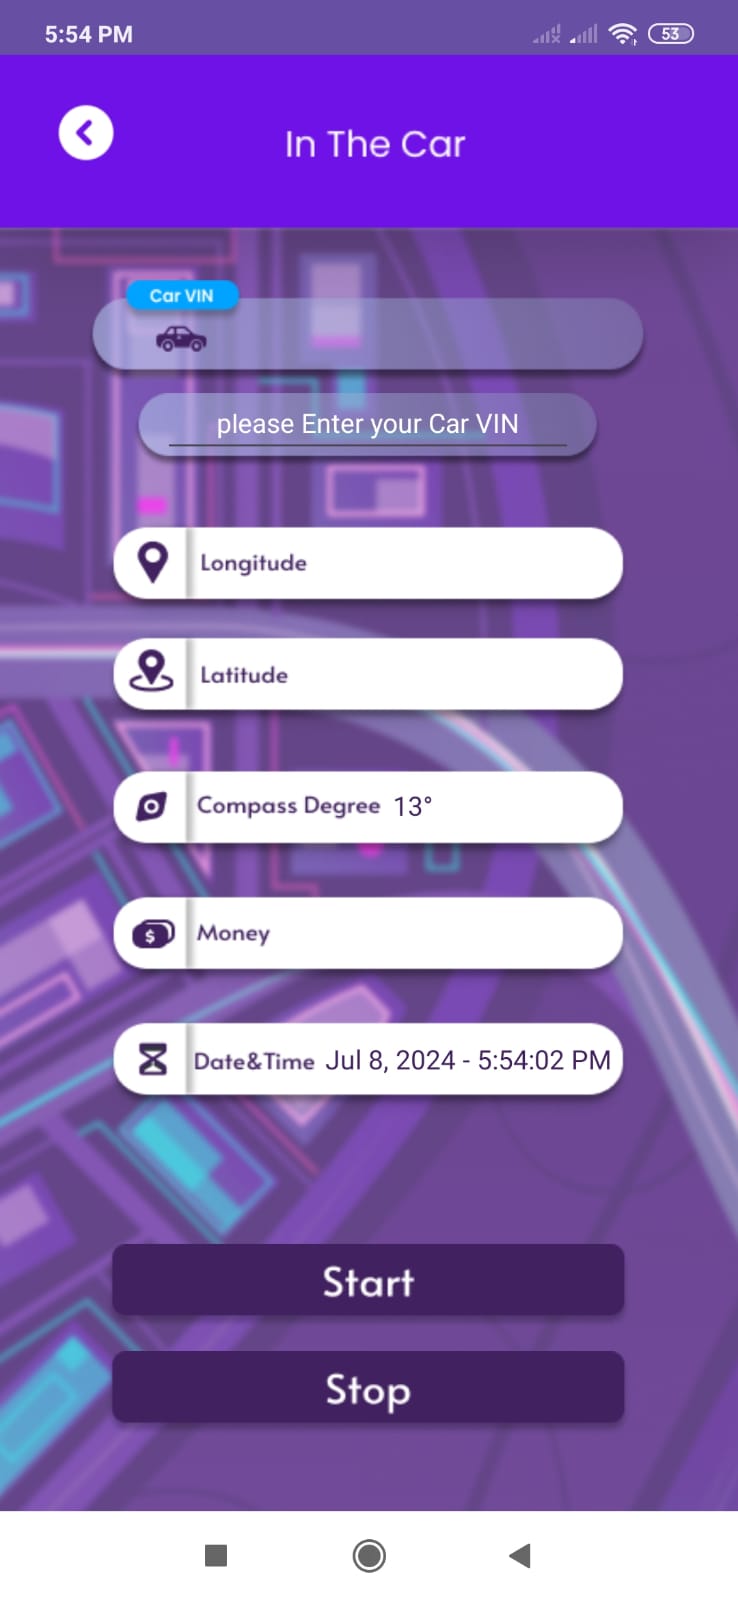 5:54 PM
53
In The Car
Car VIN
please Enter your Car VIN
Longitude
Latitude
Compass Degree 13°
$
Money
Date&Time Jul 8, 2024 - 5:54:02 PM
Start
Stop